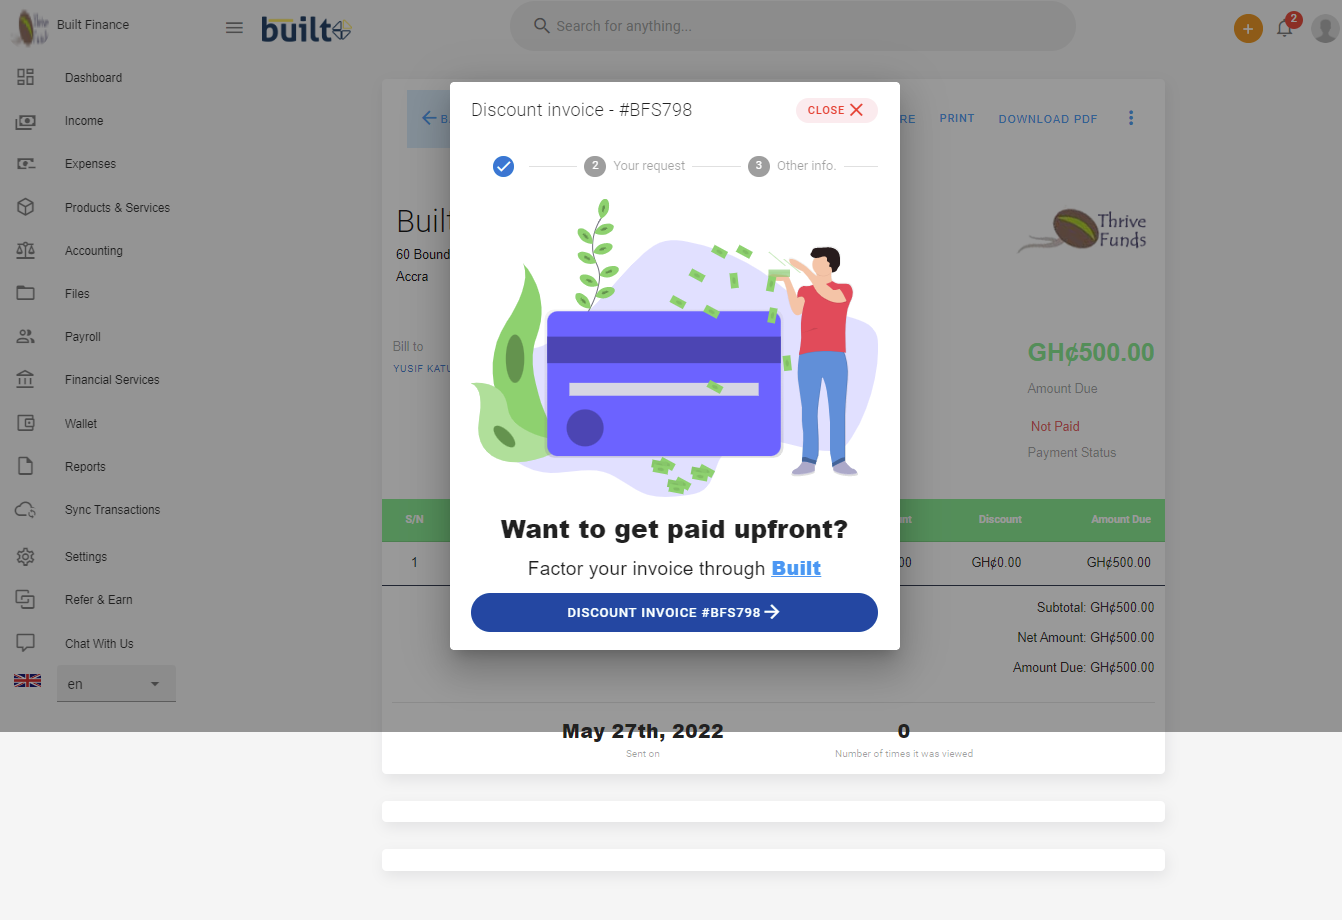 Built Finance
built
Search for anything...
2
Dashboard
Income
Expenses
Products & Services
Accounting
Files
Payroll
Financial Services
Wallet
Reports
Sync Transactions
Settings
Refer & Earn
Chat With Us
en
PRINT
DOWNLOAD PDF
Discount invoice - #BFS798
CLOSE
2 Your request
3 Other info.
Built
60 Bound
Accra
Thrive
Funds
Bill to
YUSIF KATU
GH₵500.00
Amount Due
Not Paid
Payment Status
Want to get paid upfront?
Factor your invoice through Built
DISCOUNT INVOICE #BFS798
S/N Discount Amount Due
1 GH₵0.00 GH₵500.00
Subtotal: GH₵500.00
Net Amount: GH₵500.00
Amount Due: GH₵500.00
May 27th, 2022
Sent on
0
Number of times it was viewed